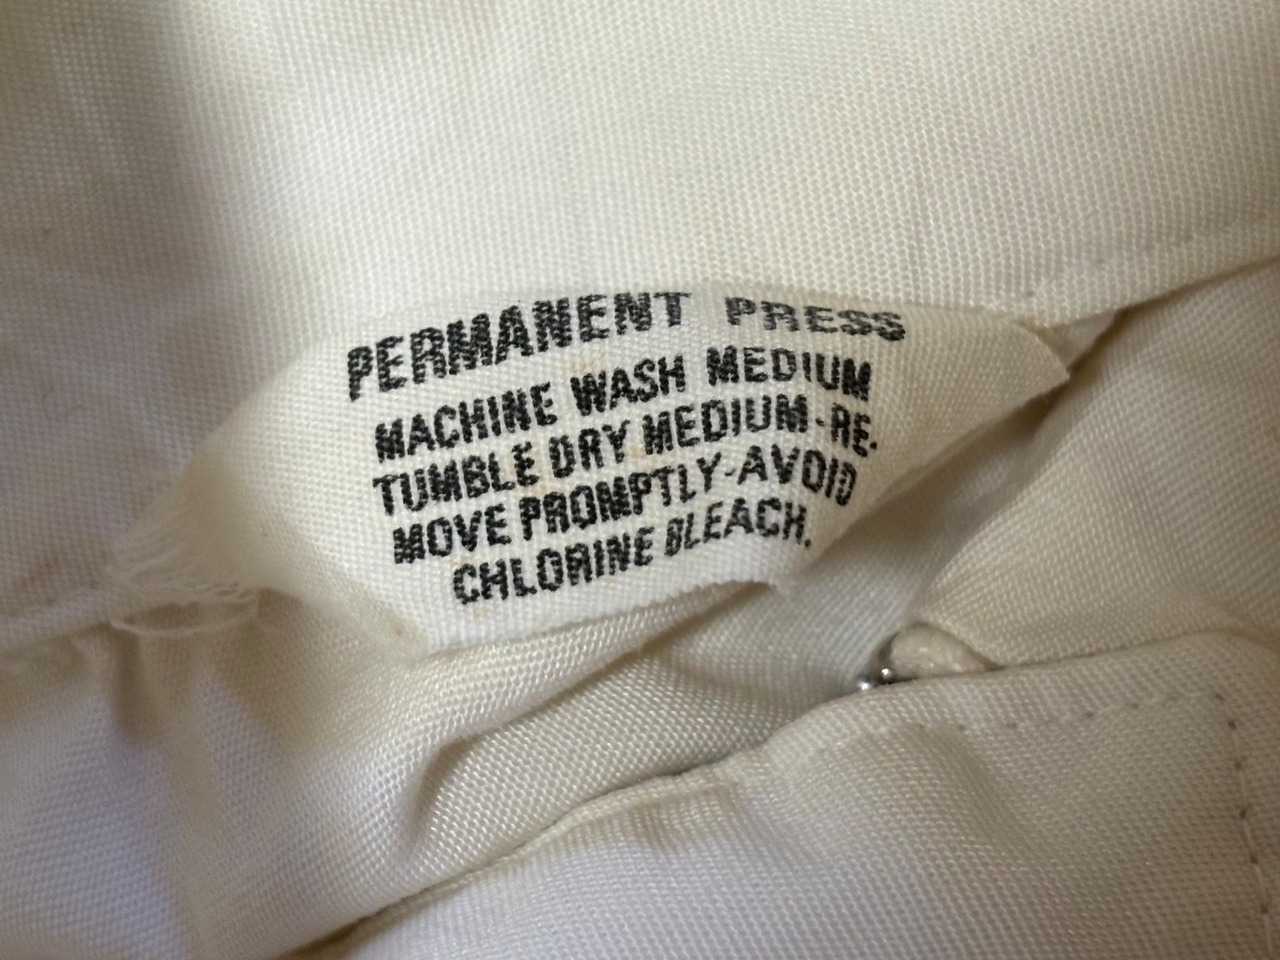 PERMANENT PRESS
MACHINE WASH MEDIUM
TUMBLE DRY MEDIUM-RE-
MOVE PROMPTLY-AVOID
CHLORINE BLEACH.